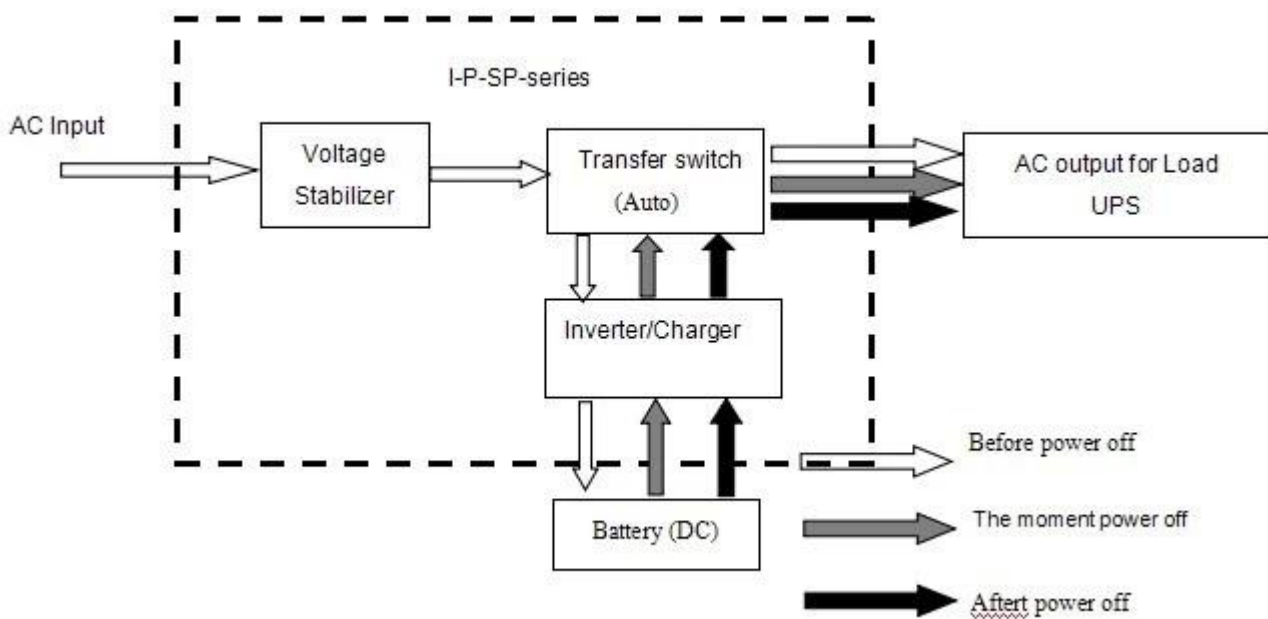 I-P-SP-series
AC Input
Voltage
Stabilizer
Transfer switch
(Auto)
AC output for Load
UPS
Inverter/Charger
Battery (DC)
Before power off
The moment power off
Aftert power off